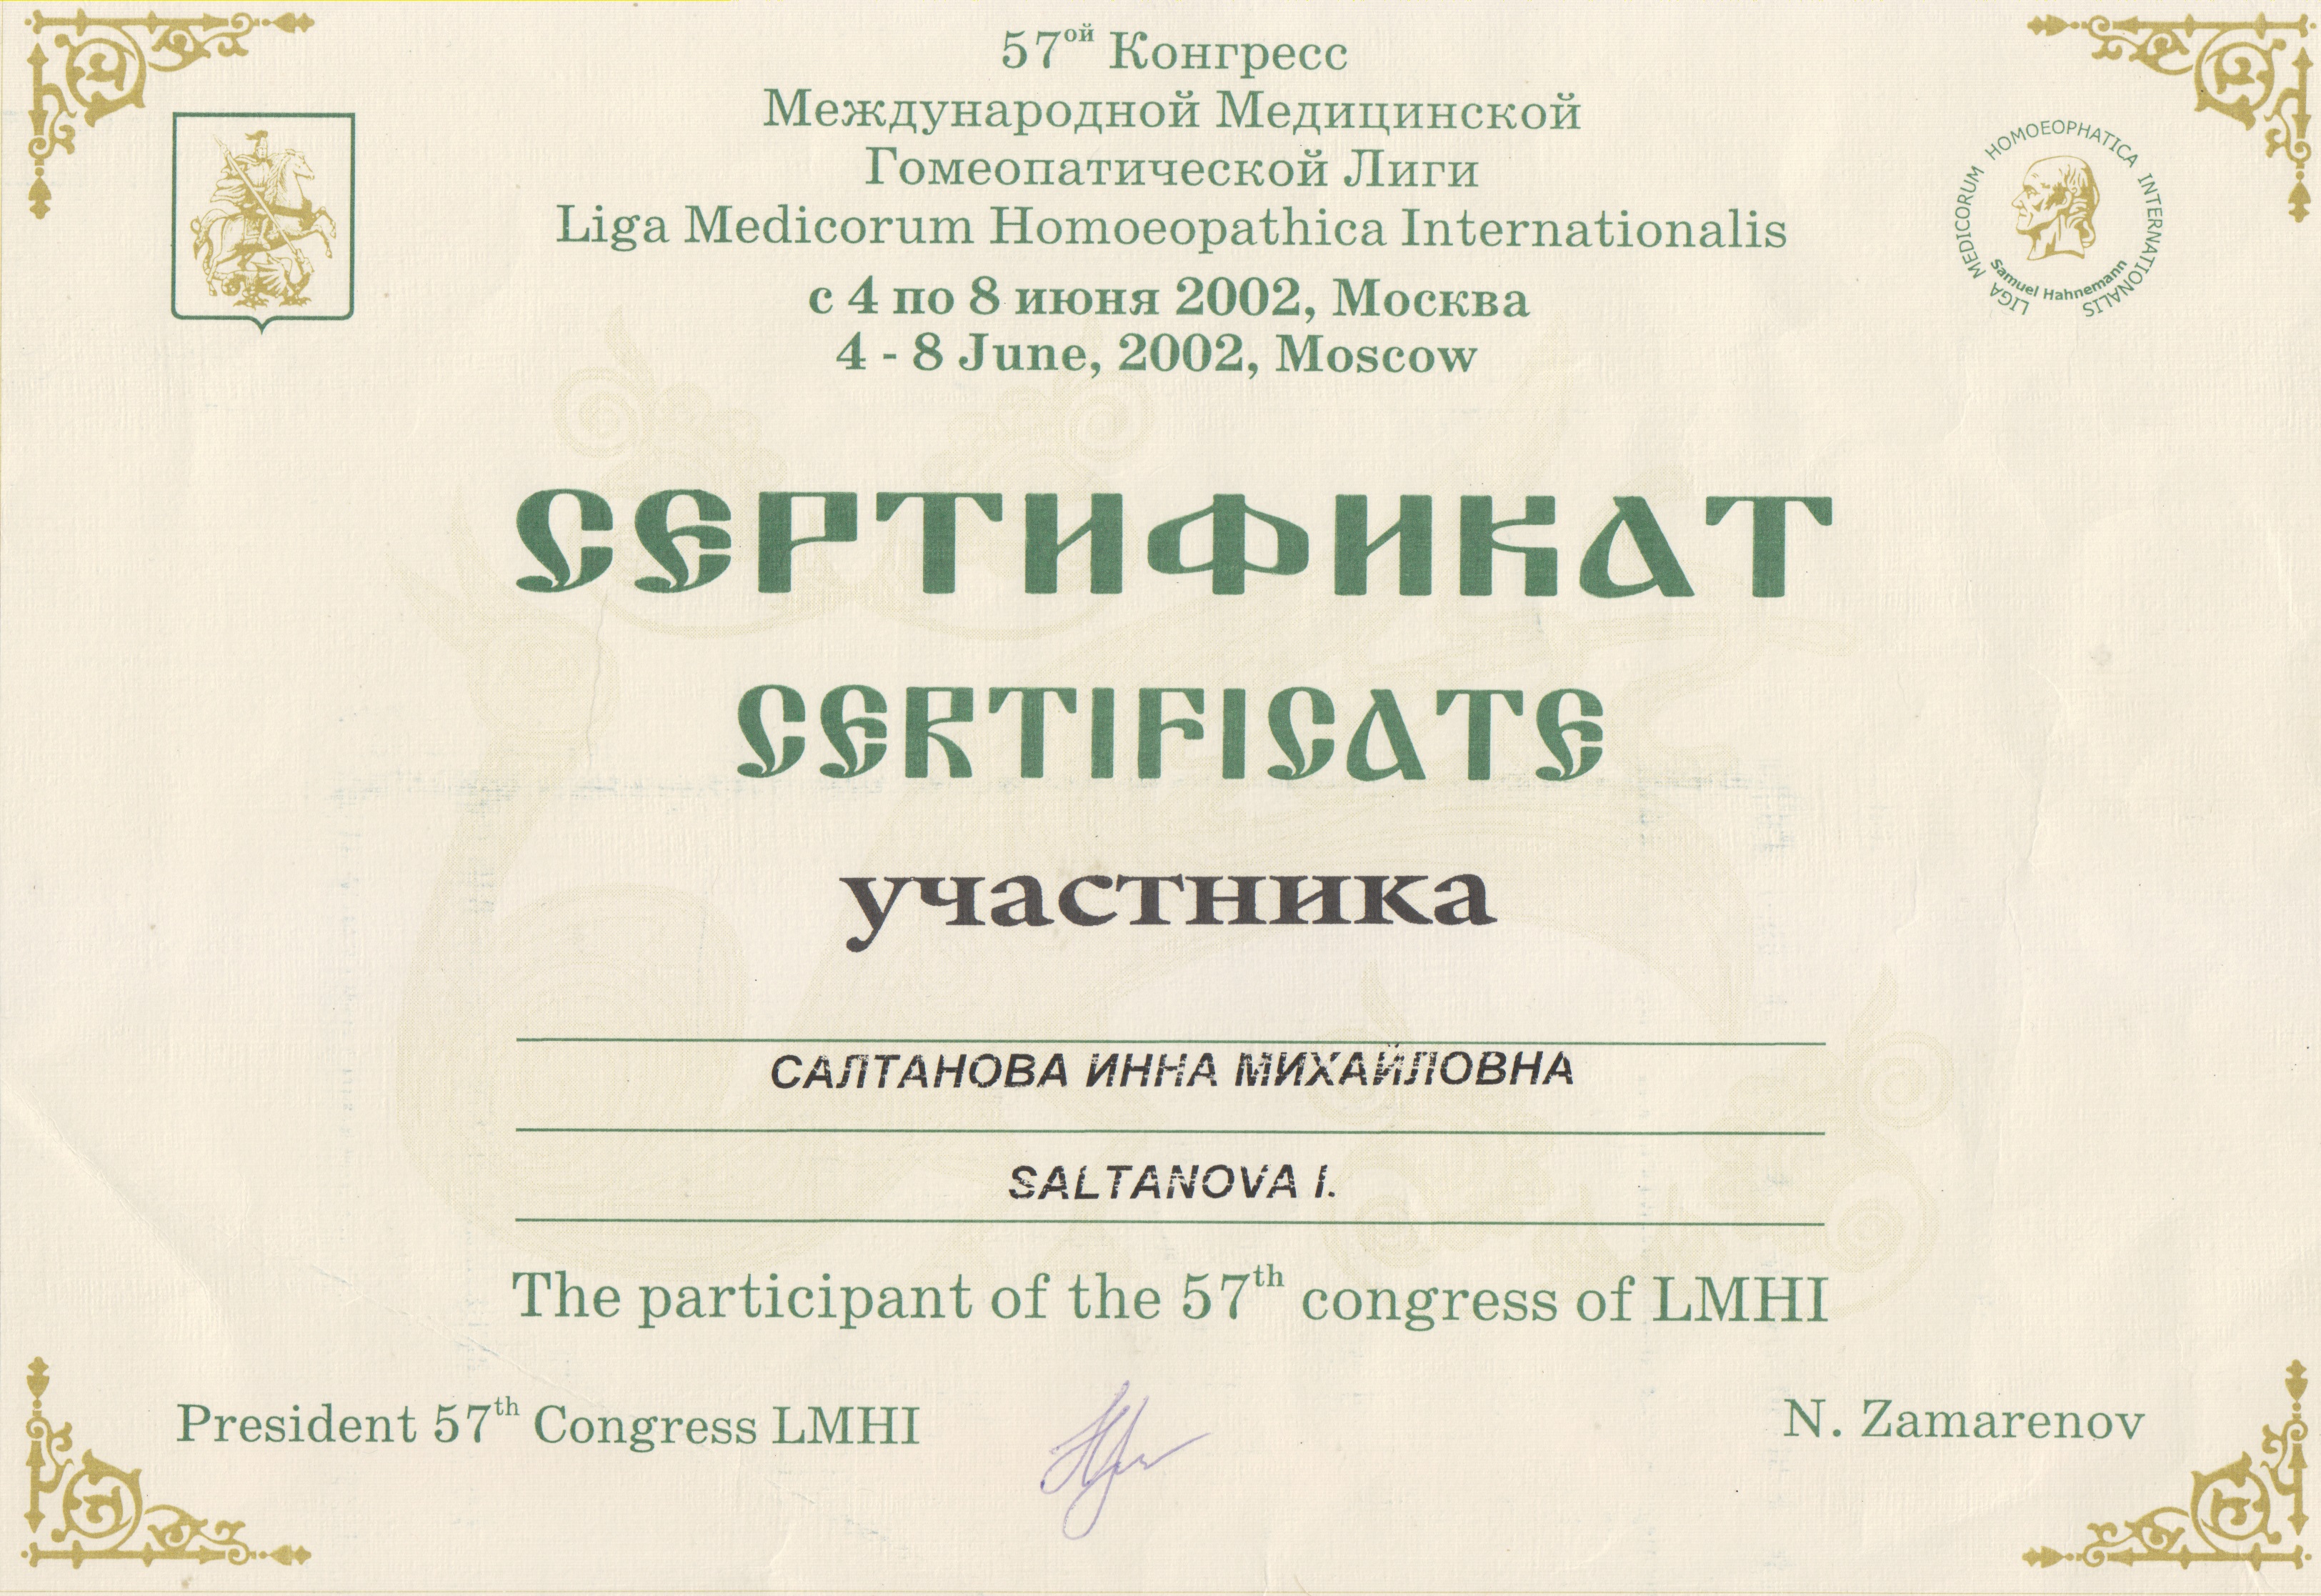 57ой Конгресс
Международной Медицинской
Гомеопатической Лиги
Liga Medicorum Homoeopathica Internationalis
с 4 по 8 июня 2002, Москва
4 - 8 June, 2002, Moscow
LIGA MEDICORUM HOMOEOPHATICA INTERNATIONALIS
Samuel Hahnemann
СЕРТИФИКАТ
CERTIFICATE
участника
САЛТАНОВА ИННА МИХАЙЛОВНА
SALTANOVA I.
The participant of the 57th congress of LMHI
President 57th Congress LMHI
N. Zamarenov